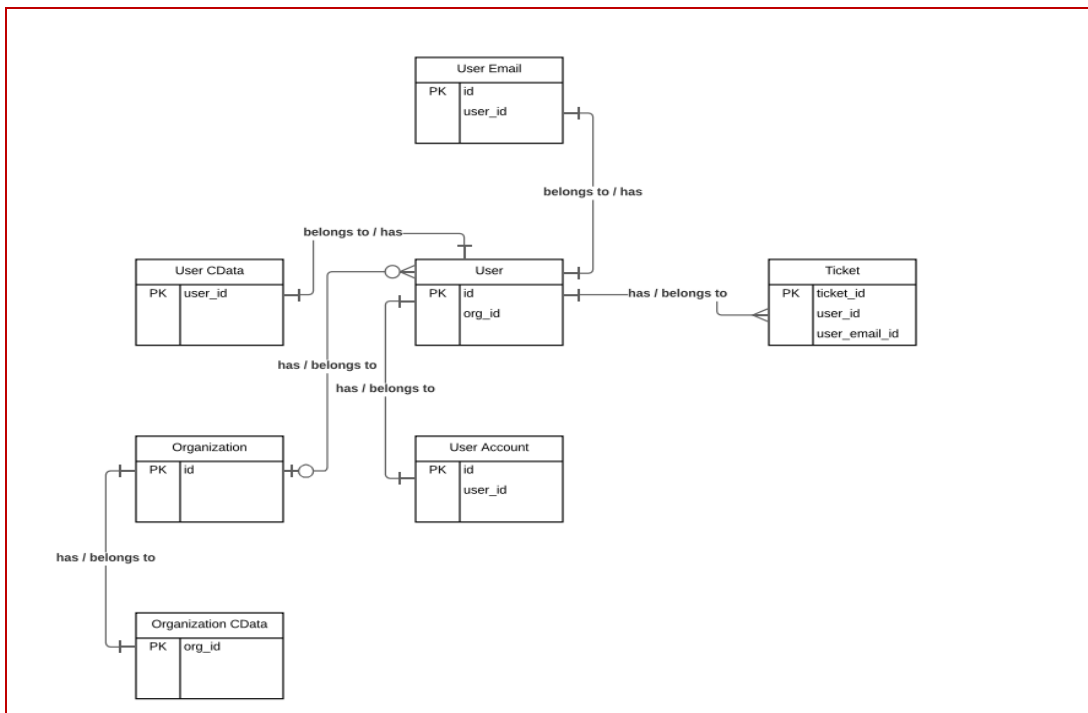 User Email
PK id
user_id
belongs to / has
belongs to / has
User CData
PK user_id
User
PK id
org_id
Ticket
PK ticket_id
user_id
user_email_id
has / belongs to
has / belongs to
has / belongs to
Organization
PK id
User Account
PK id
user_id
has / belongs to
Organization CData
PK org_id